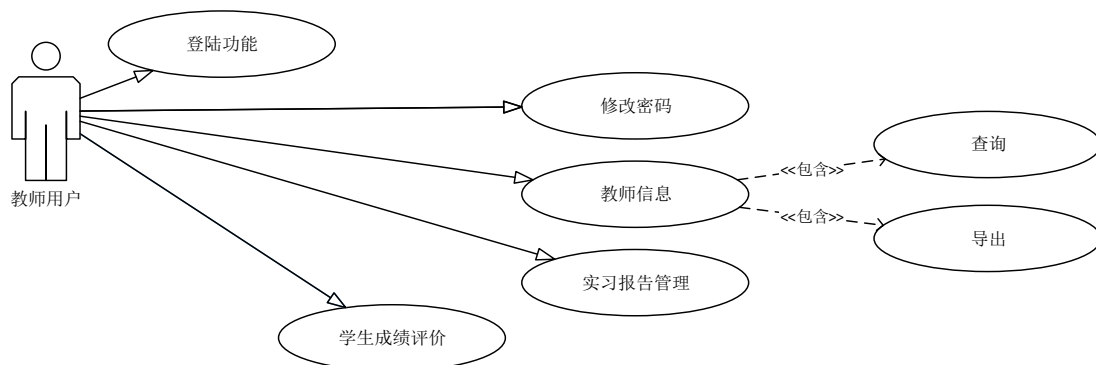 登陆功能
修改密码
查询
<<包含>>
教师信息
教师用户
<<包含>>
导出
实习报告管理
学生成绩评价